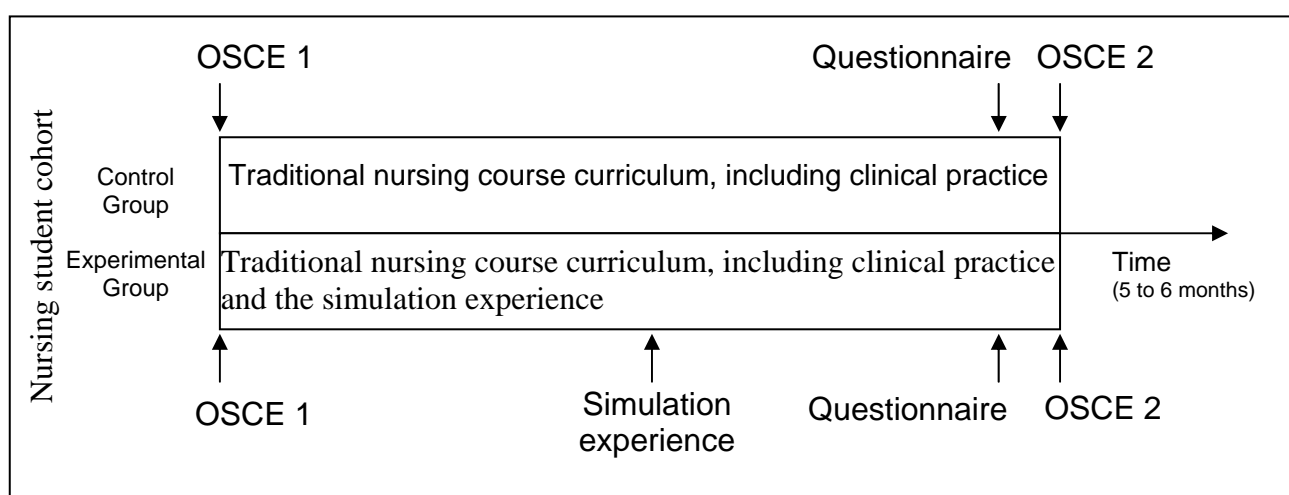 OSCE 1
Questionnaire OSCE 2
Nursing student cohort
Control
Group
Traditional nursing course curriculum, including clinical practice
Experimental
Group
Traditional nursing course curriculum, including clinical practice
and the simulation experience
Time
(5 to 6 months)
OSCE 1
Simulation
experience
Questionnaire
OSCE 2